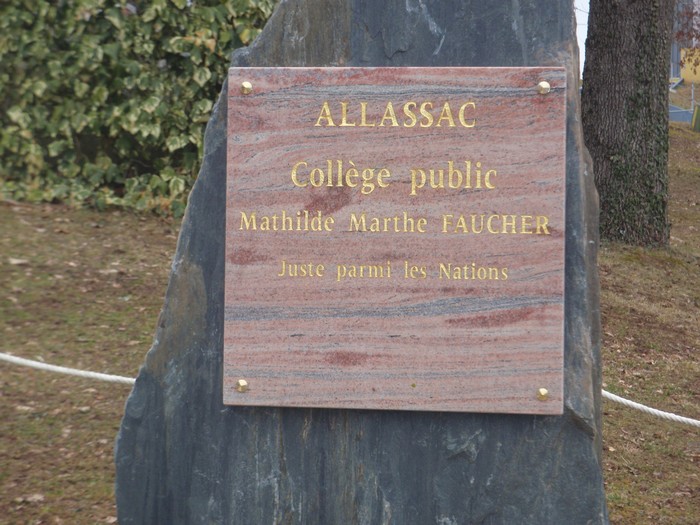 ALLASSAC
Collège public
Mathilde Marthe FAUCHER
Juste parmi les Nations